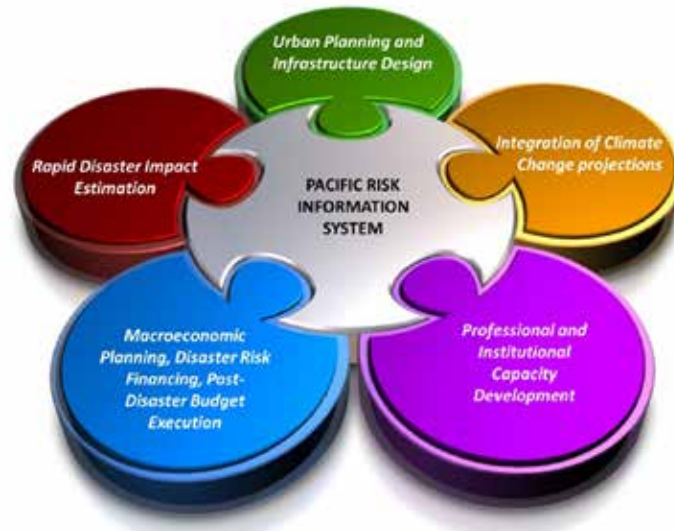 Urban Planning and
Infrastructure Design
Rapid Disaster Impact
Estimation
Integration of Climate
Change projections
PACIFIC RISK
INFORMATION
SYSTEM
Macroeconomic
Planning, Disaster Risk
Financing, Post-
Disaster Budget
Execution
Professional and
Institutional
Capacity
Development